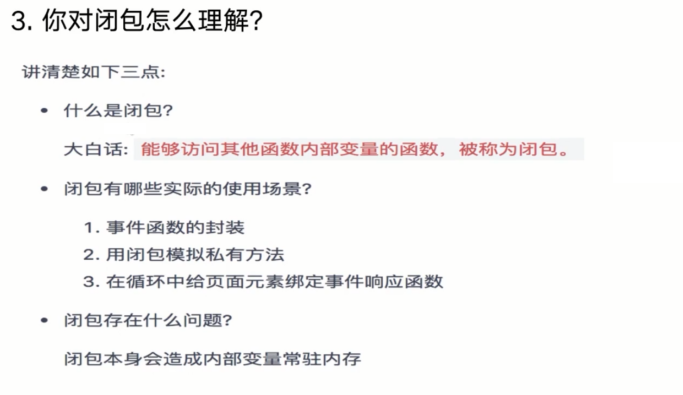 3. 你对闭包怎么理解?
讲清楚如下三点:
• 什么是闭包?
大白话: 能够访问其他函数内部变量的函数，被称为闭包。
• 闭包有哪些实际的使用场景?
1. 事件函数的封装
2. 用闭包模拟私有方法
3. 在循环中给页面元素绑定事件响应函数
• 闭包存在什么问题?
闭包本身会造成内部变量常驻内存